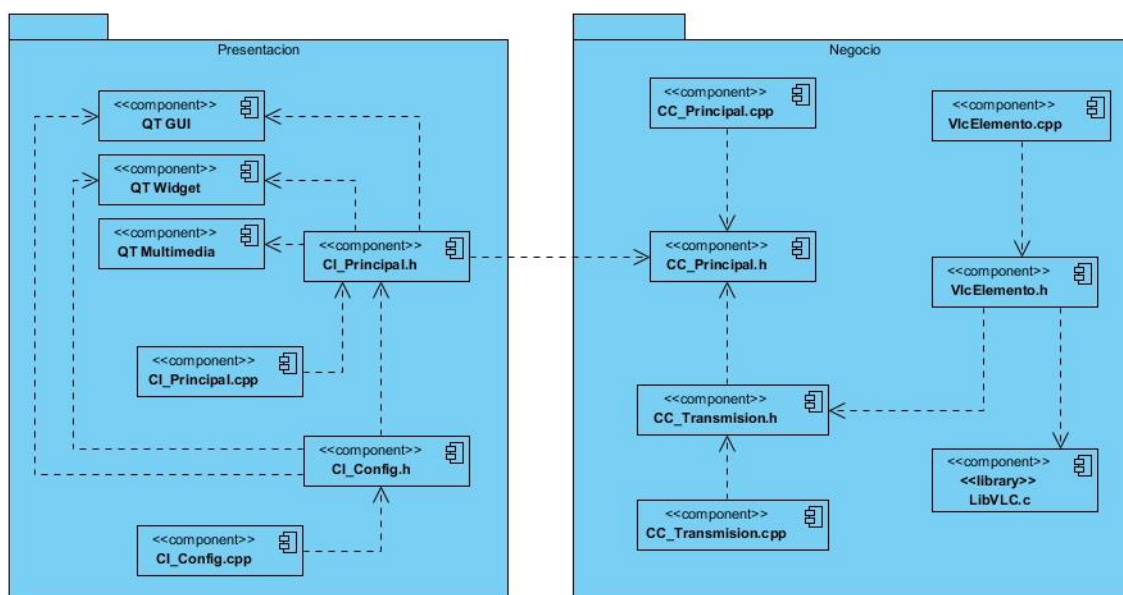 Presentacion
<<component>>
QT GUI
<<component>>
QT Widget
<<component>>
QT Multimedia
<<component>>
CI_Principal.h
<<component>>
CI_Principal.cpp
<<component>>
CI_Config.h
<<component>>
CI_Config.cpp
Negocio
<<component>>
CC_Principal.cpp
<<component>>
VlcElemento.cpp
<<component>>
CC_Principal.h
<<component>>
VlcElemento.h
<<component>>
CC_Transmision.h
<<component>>
<<library>>
LibVLC.c
<<component>>
CC_Transmision.cpp